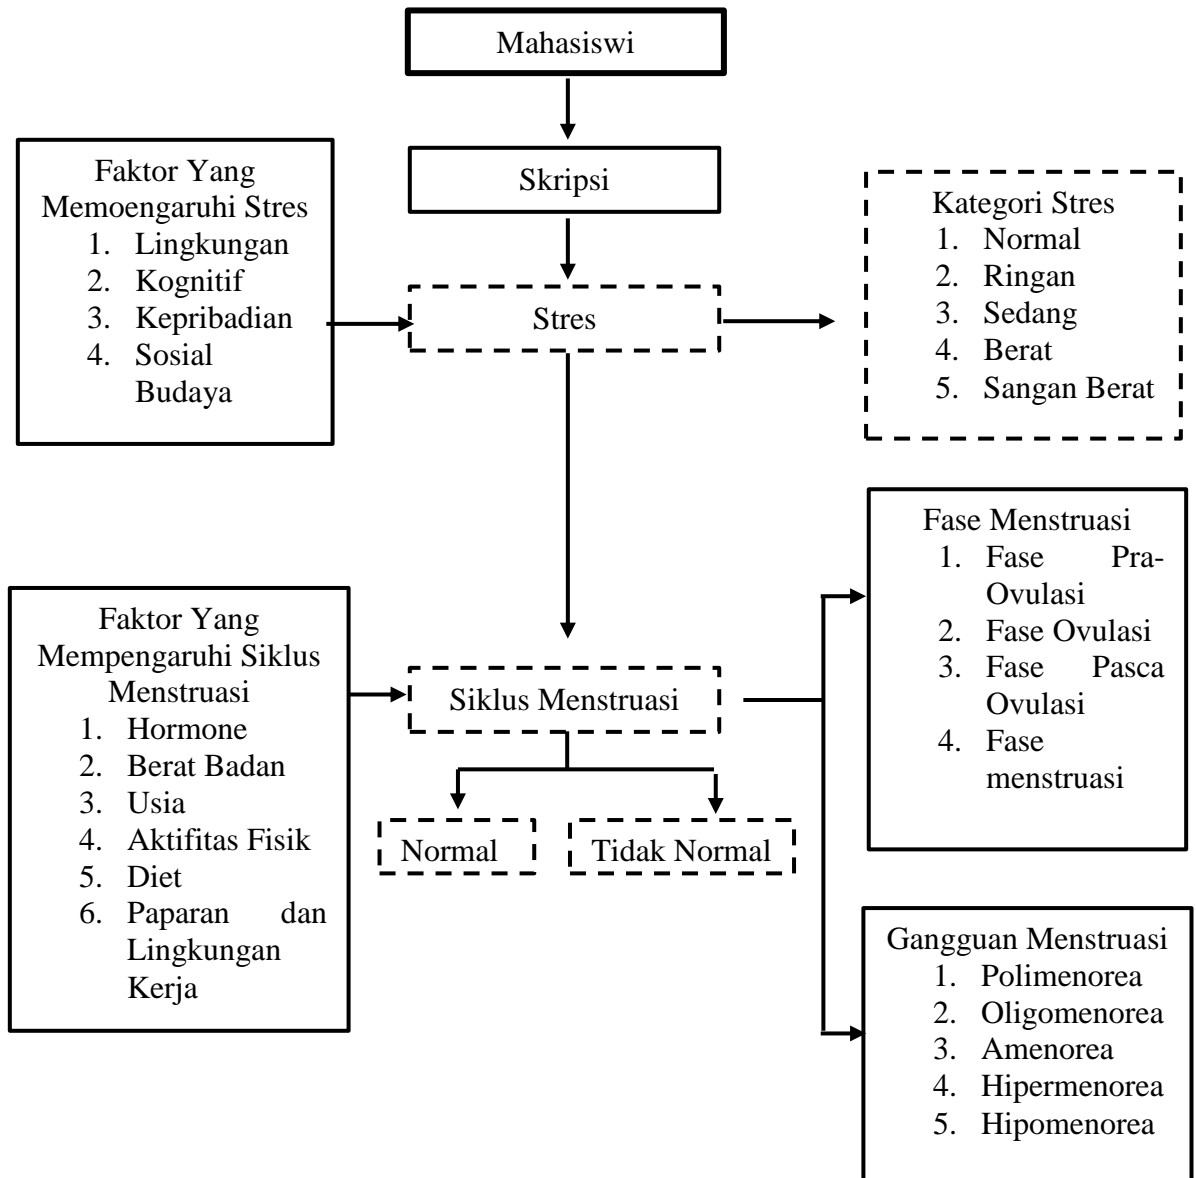 Mahasiswi
Skripsi
Faktor Yang
Memoengaruhi Stres
1. Lingkungan
2. Kognitif
3. Kepribadian
4. Sosial
Budaya
Stres
Kategori Stres
1. Normal
2. Ringan
3. Sedang
4. Berat
5. Sangan Berat
Faktor Yang
Mempengaruhi Siklus
Menstruasi
1. Hormone
2. Berat Badan
3. Usia
4. Aktifitas Fisik
5. Diet
6. Paparan dan
Lingkungan
Kerja
Siklus Menstruasi
Normal
Tidak Normal
Fase Menstruasi
1. Fase Pra-
Ovulasi
2. Fase Ovulasi
3. Fase Pasca
Ovulasi
4. Fase
menstruasi
Gangguan Menstruasi
1. Polimenorea
2. Oligomenorea
3. Amenorea
4. Hipermenorea
5. Hipomenorea